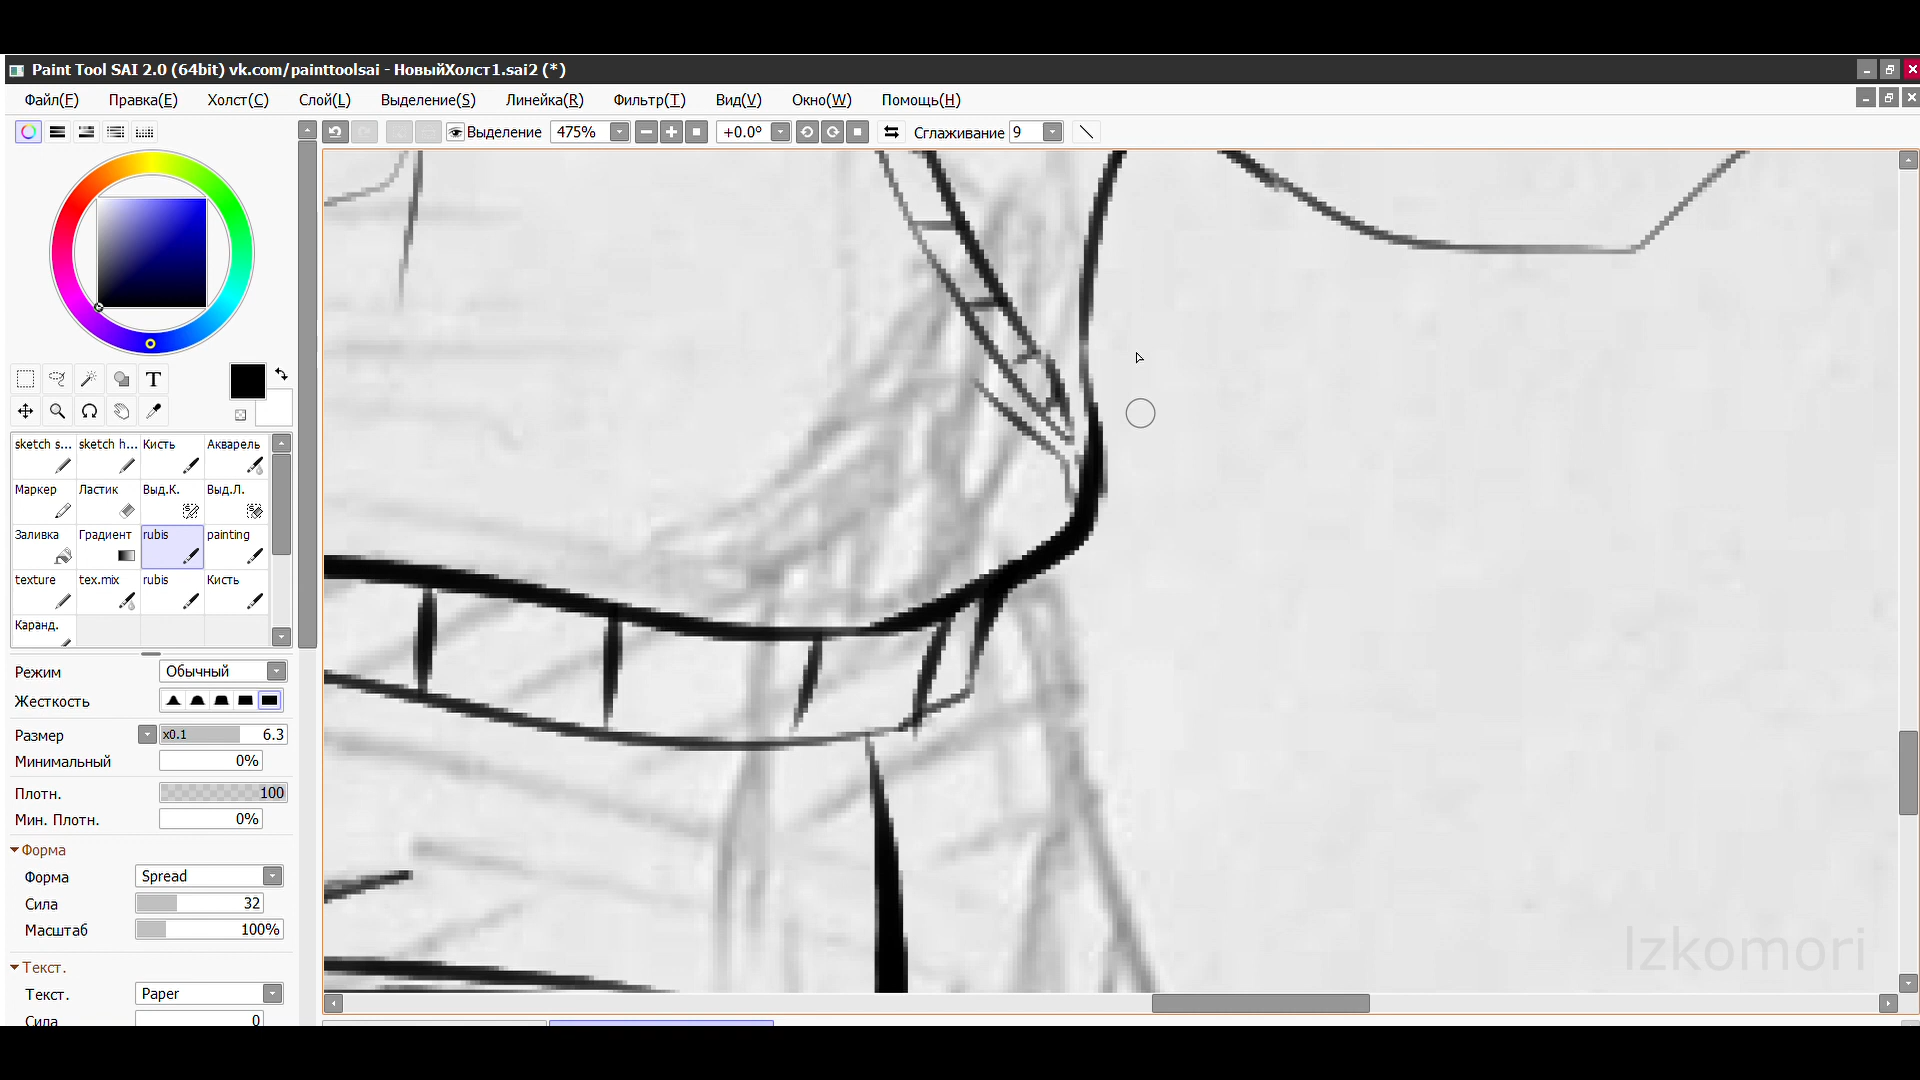 Paint Tool SAI 2.0 (64bit) vk.com/painttoolsai - НовыйХолст1.sai2 (*)
Файл(F) Правка(E) Холст(C) Слой(L) Выделение(S) Линейка(R) Фильтр(T) Вид(V) Окно(W) Помощь(H)
Выделение 475% +0.0° Сглаживание 9
T
sketch s... sketch h... Кисть Акварель
Маркер Ластик Выд.К. Выд.Л.
Заливка Градиент rubis painting
texture tex.mix rubis Кисть
Каранд.
Режим Обычный
Жесткость
Размер x0.1 6.3
Минимальный 0%
Плотн. 100
Мин. Плотн. 0%
Форма
Форма Spread
Сила 32
Масштаб 100%
Текст.
Текст. Paper
Сила 0
Izkomori